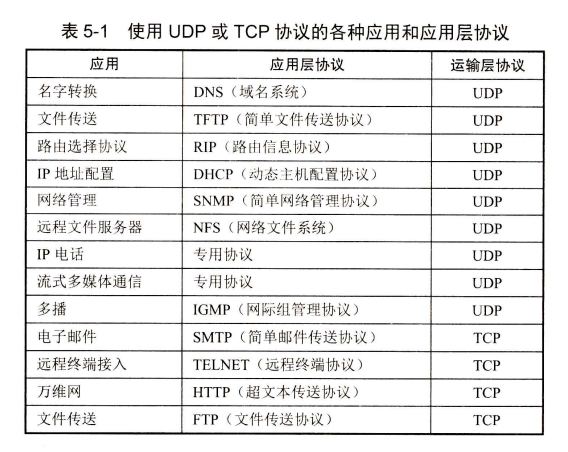 表 5-1 使用 UDP 或 TCP 协议的各种应用和应用层协议
应用 应用层协议 运输层协议
名字转换 DNS（域名系统） UDP
文件传送 TFTP（简单文件传送协议） UDP
路由选择协议 RIP（路由信息协议） UDP
IP 地址配置 DHCP（动态主机配置协议） UDP
网络管理 SNMP（简单网络管理协议） UDP
远程文件服务器 NFS（网络文件系统） UDP
IP 电话 专用协议 UDP
流式多媒体通信 专用协议 UDP
多播 IGMP（网际组管理协议） UDP
电子邮件 SMTP（简单邮件传送协议） TCP
远程终端接入 TELNET（远程终端协议） TCP
万维网 HTTP（超文本传送协议） TCP
文件传送 FTP（文件传送协议） TCP